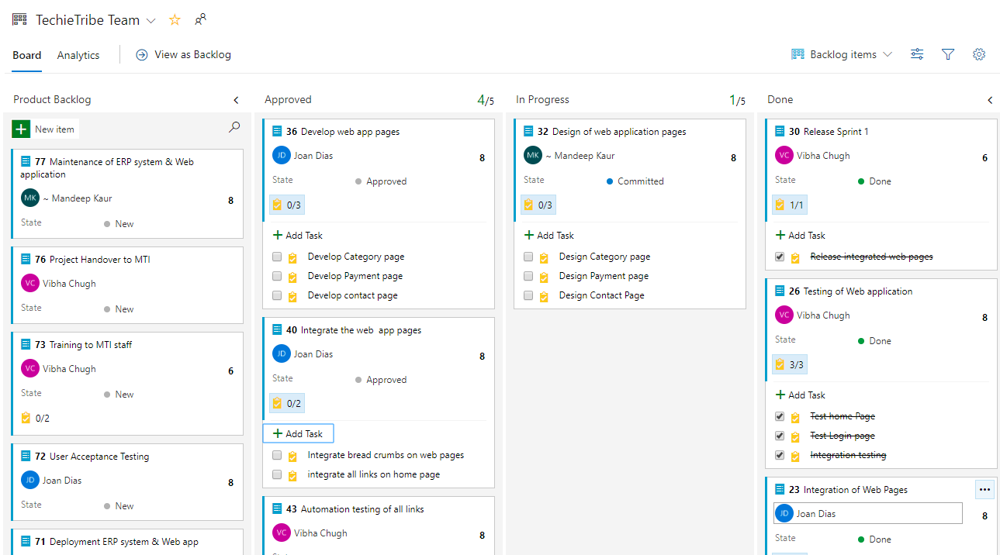 TechieTribe Team
Board Analytics View as Backlog Backlog items
Product Backlog
New item
77 Maintenance of ERP system & Web
application
MK ~ Mandeep Kaur
8
State New
76 Project Handover to MTI
VC Vibha Chugh
State New
73 Training to MTI staff
VC Vibha Chugh
6
State New
0/2
72 User Acceptance Testing
JD Joan Dias
8
State New
71 Deployment ERP system & Web app
Approved 4/5
36 Develop web app pages
JD Joan Dias
8
State Approved
0/3
+ Add Task
Develop Category page
Develop Payment page
Develop contact page
40 Integrate the web app pages
JD Joan Dias
8
State Approved
0/2
+ Add Task
Integrate bread crumbs on web pages
integrate all links on home page
43 Automation testing of all links
VC Vibha Chugh
8
In Progress 1/5
32 Design of web application pages
MK ~ Mandeep Kaur
8
State Committed
0/3
+ Add Task
Design Category page
Design Payment page
Design Contact Page
Done
30 Release Sprint 1
VC Vibha Chugh
6
State Done
1/1
+ Add Task
Release integrated web pages
26 Testing of Web application
VC Vibha Chugh
8
State Done
3/3
+ Add Task
Test home Page
Test Login page
Integration testing
23 Integration of Web Pages
JD Joan Dias
8
State Done